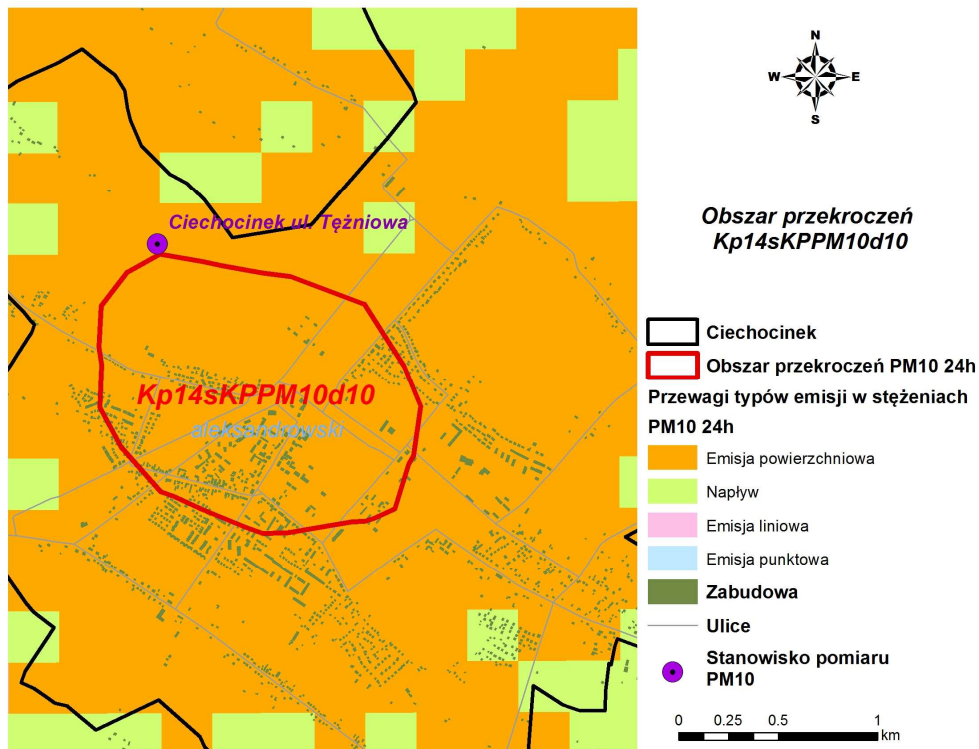 Ciechocinek ul. Tężniowa
Kp14sKPPM10d10
aleksandrowski
N
W E
S
Obszar przekroczeń
Kp14sKPPM10d10
Ciechocinek
Obszar przekroczeń PM10 24h
Przewagi typów emisji w stężeniach
PM10 24h
Emisja powierzchniowa
Napływ
Emisja liniowa
Emisja punktowa
Zabudowa
Ulice
Stanowisko pomiaru
PM10
0 0.25 0.5 1
km